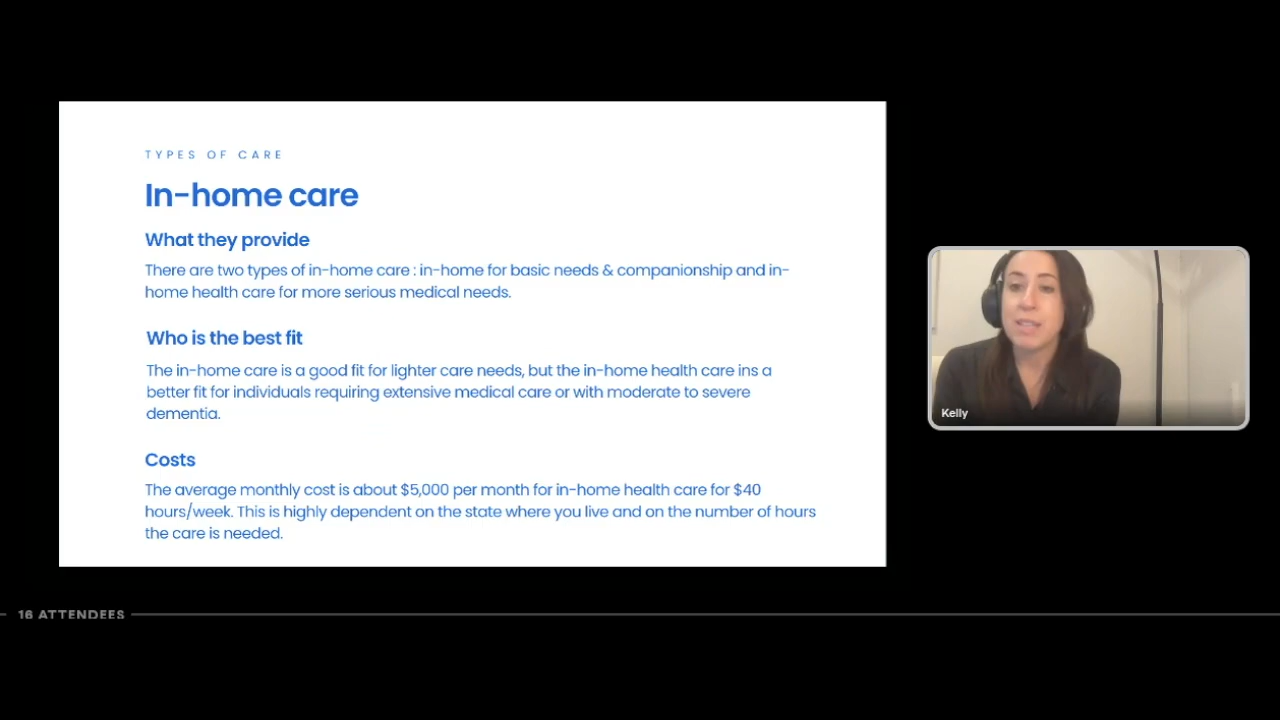 TYPES OF CARE
In-home care
What they provide
There are two types of in-home care : in-home for basic needs & companionship and in-
home health care for more serious medical needs.
Who is the best fit
The in-home care is a good fit for lighter care needs, but the in-home health care ins a
better fit for individuals requiring extensive medical care or with moderate to severe
dementia.
Costs
The average monthly cost is about $5,000 per month for in-home health care for $40
hours/week. This is highly dependent on the state where you live and on the number of hours
the care is needed.
Kelly
16 ATTENDEES